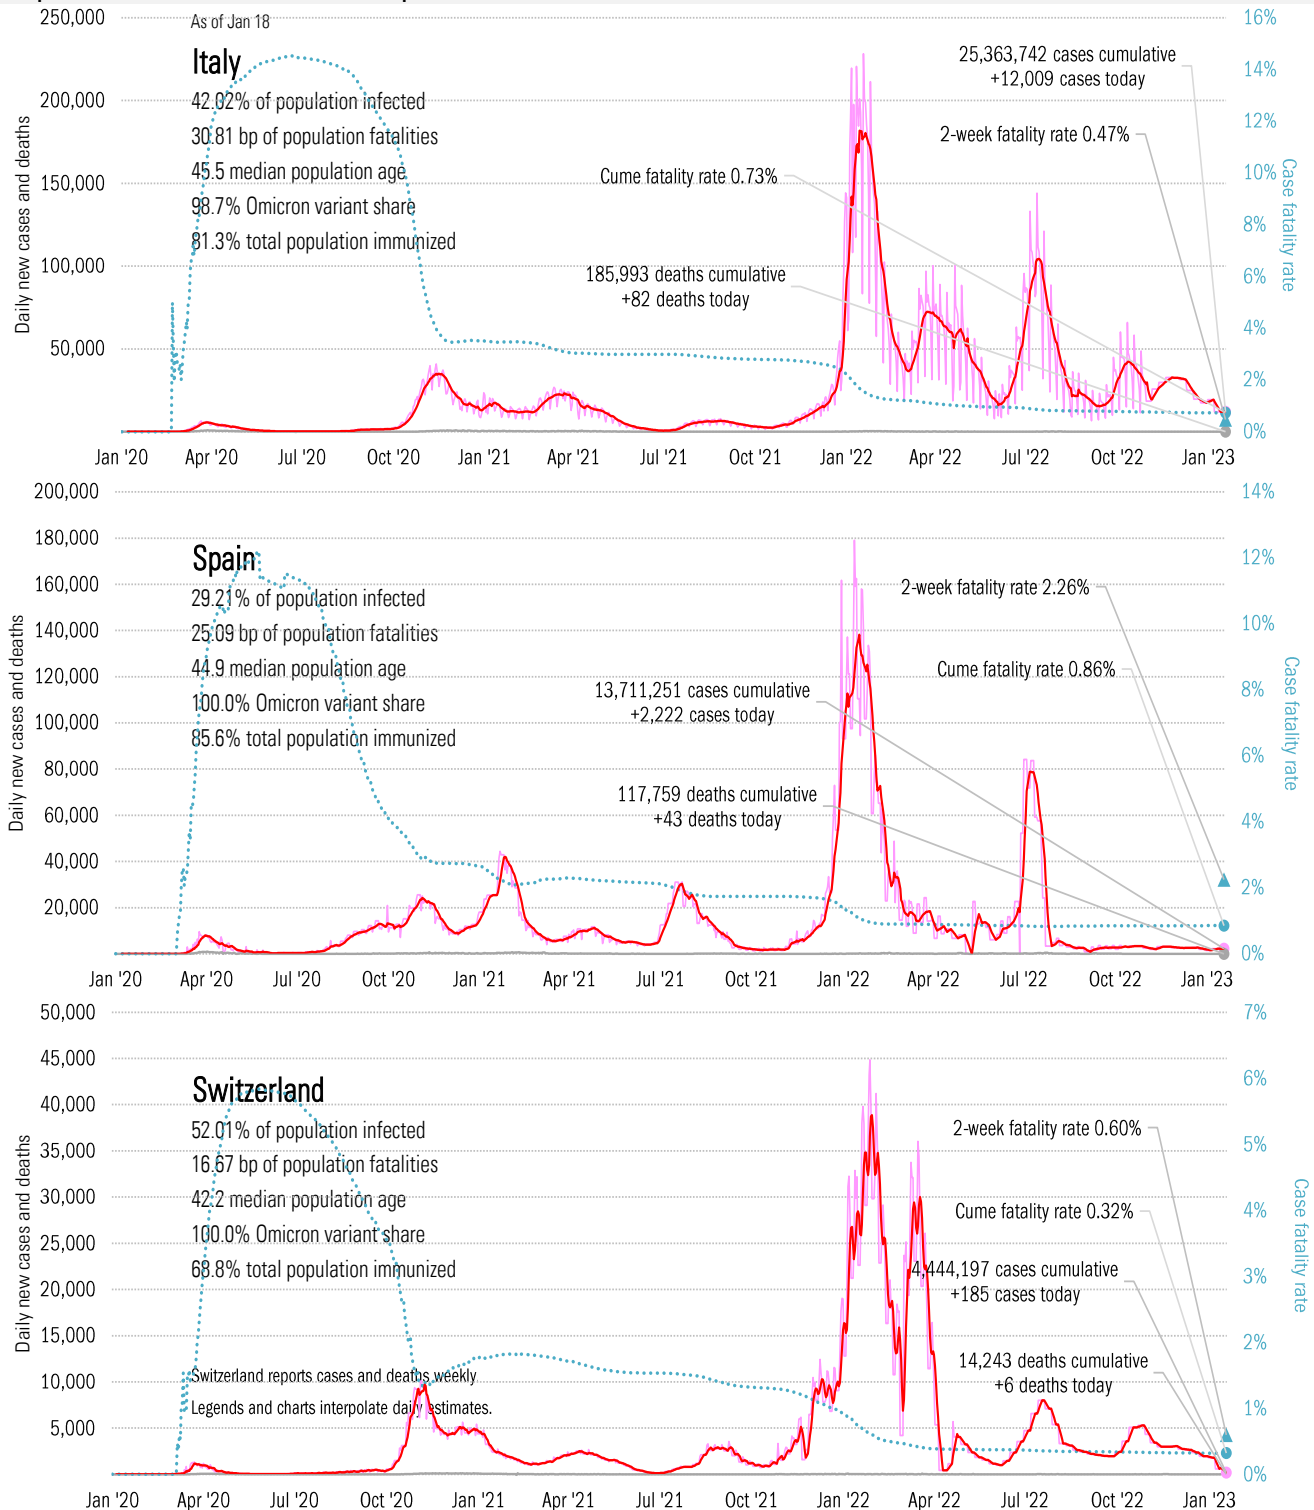 As of Jan 18
Italy
42.92% of population infected
30.81 bp of population fatalities
45.5 median population age
98.7% Omicron variant share
81.3% total population immunized
25,363,742 cases cumulative
+12,009 cases today
2-week fatality rate 0.47%
Cume fatality rate 0.73%
185,993 deaths cumulative
+82 deaths today
Daily new cases and deaths
250,000
200,000
150,000
100,000
50,000
16%
14%
12%
10%
8%
6%
4%
2%
0%
Case fatality rate
Jan '20 Apr '20 Jul '20 Oct '20 Jan '21 Apr '21 Jul '21 Oct '21 Jan '22 Apr '22 Jul '22 Oct '22 Jan '23
Spain
29.21% of population infected
25.09 bp of population fatalities
44.9 median population age
100.0% Omicron variant share
85.6% total population immunized
2-week fatality rate 2.26%
Cume fatality rate 0.86%
13,711,251 cases cumulative
+2,222 cases today
117,759 deaths cumulative
+43 deaths today
Daily new cases and deaths
200,000
180,000
160,000
140,000
120,000
100,000
80,000
60,000
40,000
20,000
14%
12%
10%
8%
6%
4%
2%
0%
Case fatality rate
Jan '20 Apr '20 Jul '20 Oct '20 Jan '21 Apr '21 Jul '21 Oct '21 Jan '22 Apr '22 Jul '22 Oct '22 Jan '23
Switzerland
52.01% of population infected
16.67 bp of population fatalities
42.2 median population age
100.0% Omicron variant share
68.8% total population immunized
Switzerland reports cases and deaths weekly
Legends and charts interpolate daily estimates.
2-week fatality rate 0.60%
Cume fatality rate 0.32%
4,444,197 cases cumulative
+185 cases today
14,243 deaths cumulative
+6 deaths today
Daily new cases and deaths
50,000
45,000
40,000
35,000
30,000
25,000
20,000
15,000
10,000
5,000
7%
6%
5%
4%
3%
2%
1%
0%
Case fatality rate
Jan '20 Apr '20 Jul '20 Oct '20 Jan '21 Apr '21 Jul '21 Oct '21 Jan '22 Apr '22 Jul '22 Oct '22 Jan '23